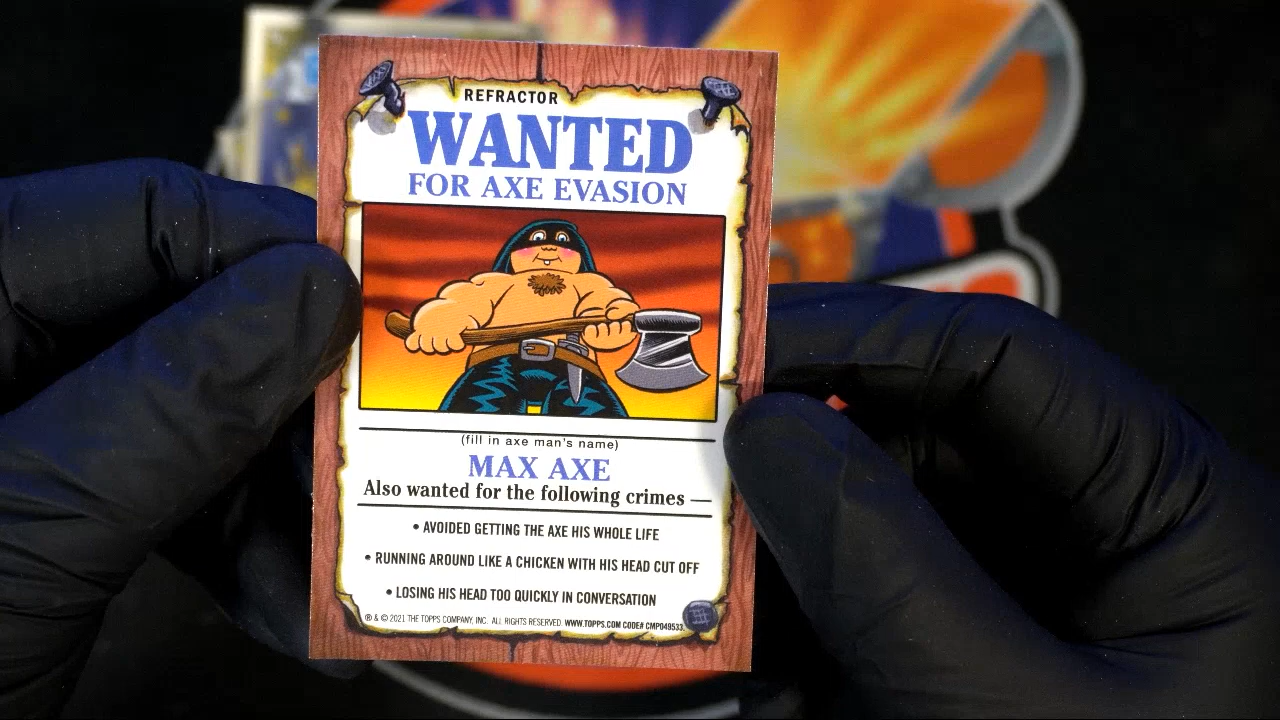 REFRACTOR
WANTED
FOR AXE EVASION
(fill in axe man's name)
MAX AXE
Also wanted for the following crimes —
• AVOIDED GETTING THE AXE HIS WHOLE LIFE
• RUNNING AROUND LIKE A CHICKEN WITH HIS HEAD CUT OFF
• LOSING HIS HEAD TOO QUICKLY IN CONVERSATION
® & © 2021 THE TOPPS COMPANY, INC. ALL RIGHTS RESERVED. WWW.TOPPS.COM CODE# CMP049533.